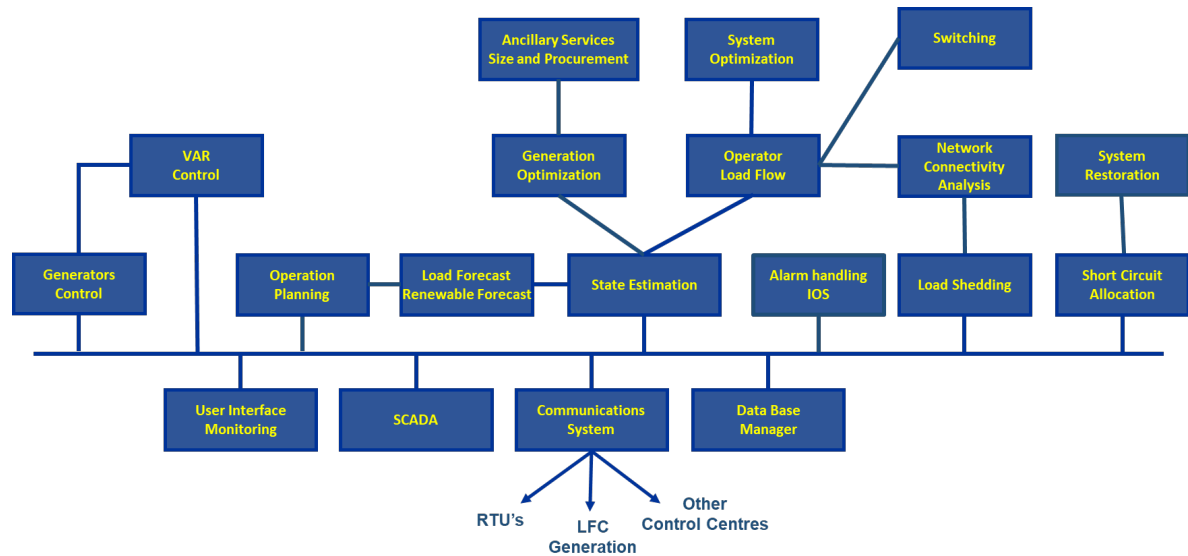 Ancillary Services
Size and Procurement
System
Optimization
Switching
VAR
Control
Generation
Optimization
Operator
Load Flow
Network
Connectivity
Analysis
System
Restoration
Generators
Control
Operation
Planning
Load Forecast
Renewable Forecast
State Estimation
Alarm handling
IOS
Load Shedding
Short Circuit
Allocation
User Interface
Monitoring
SCADA
Communications
System
Data Base
Manager
RTU's
LFC
Generation
Other
Control Centres